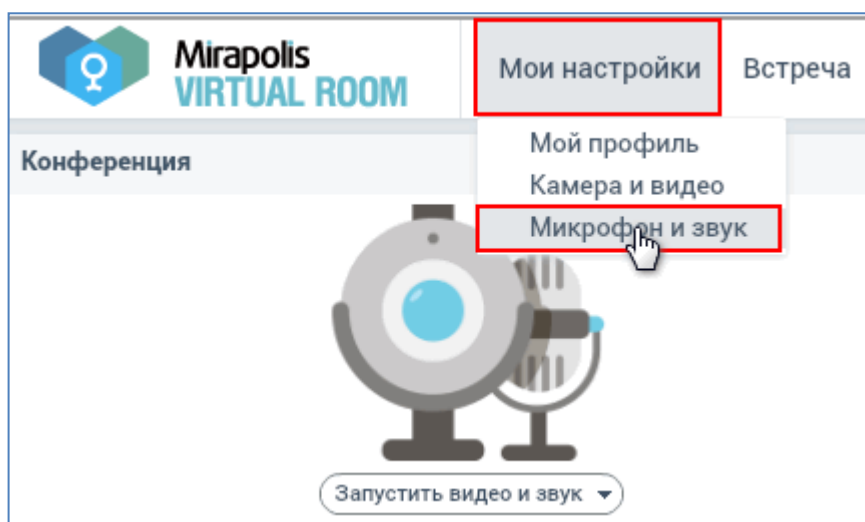 Mirapolis
VIRTUAL ROOM
Мои настройки
Встреча
Мой профиль
Камера и видео
Микрофон и звук
Конференция
Запустить видео и звук